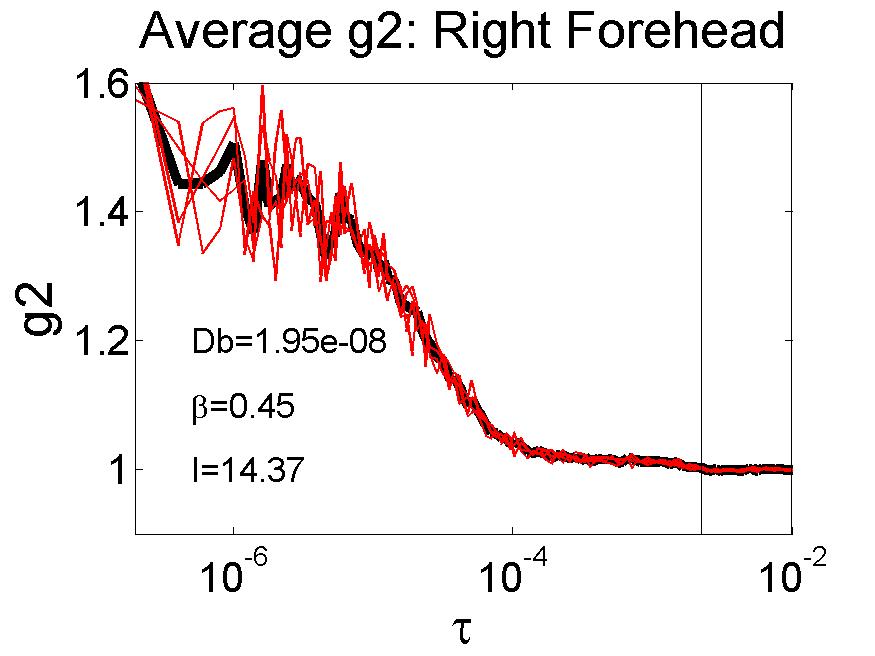 Average g2: Right Forehead
1.6
1.4
1.2
1
g2
Db=1.95e-08
β=0.45
I=14.37
10^-6
10^-4
10^-2
τ